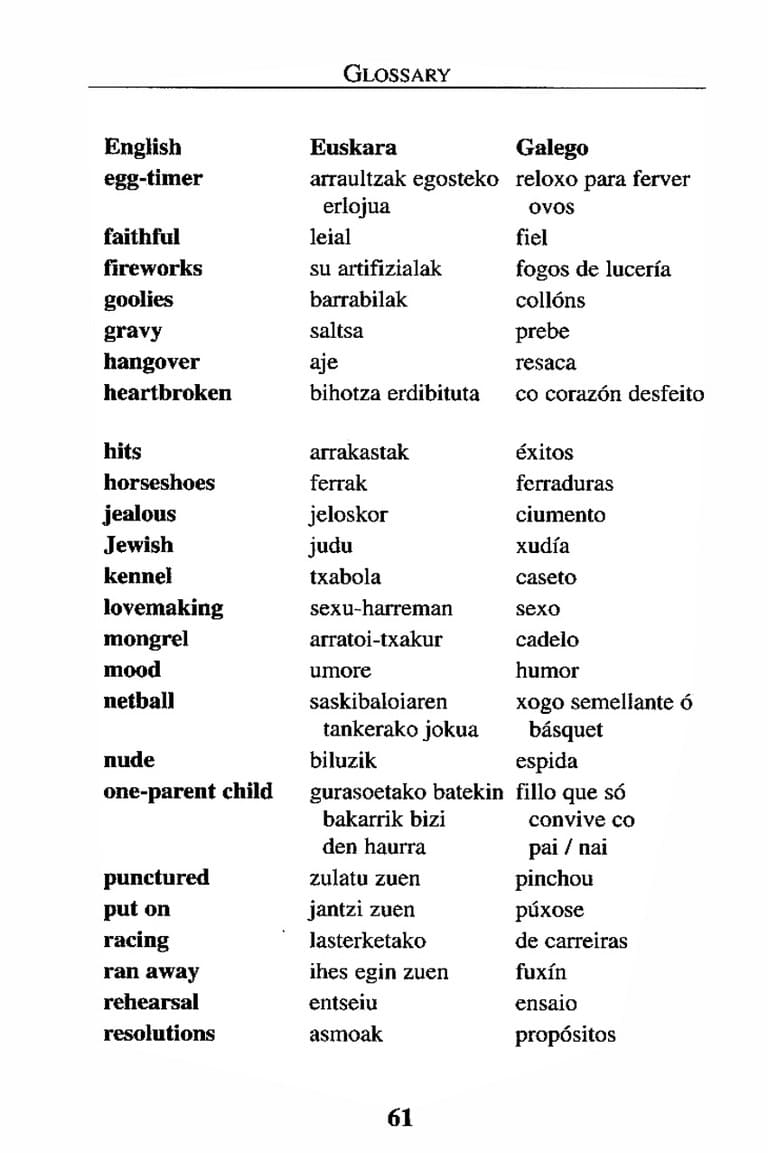 GLOSSARY
English Euskara Galego
egg-timer arraultzak egosteko reloxo para ferver
erlojua ovos
faithful leial fiel
fireworks su artifizialak fogos de lucería
goolies barrabilak collóns
gravy saltsa prebe
hangover aje resaca
heartbroken bihotza erdibituta co corazón desfeito
hits arrakastak éxitos
horseshoes ferrak ferraduras
jealous jeloskor ciumento
Jewish judu xudía
kennel txabola caseto
lovemaking sexu-harreman sexo
mongrel arratoi-txakur cadelo
mood umore humor
netball saskibaloiaren xogo semellante ó
tankerako jokua básquet
nude biluzik espida
one-parent child gurasoetako batekin fillo que só
bakarrik bizi convive co
den haurra pai / nai
punctured zulatu zuen pinchou
put on jantzi zuen púxose
racing lasterketako de carreiras
ran away ihes egin zuen fuxín
rehearsal entseiu ensaio
resolutions asmoak propósitos
61